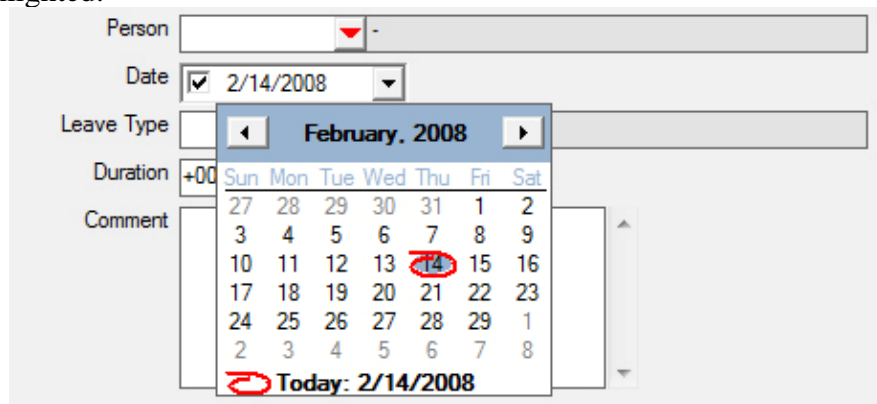 Person -
Date 2/14/2008
Leave Type February, 2008
Duration +00 Sun Mon Tue Wed Thu Fri Sat
Comment 27 28 29 30 31 1 2
3 4 5 6 7 8 9
10 11 12 13 14 15 16
17 18 19 20 21 22 23
24 25 26 27 28 29 1
2 3 4 5 6 7 8
Today: 2/14/2008